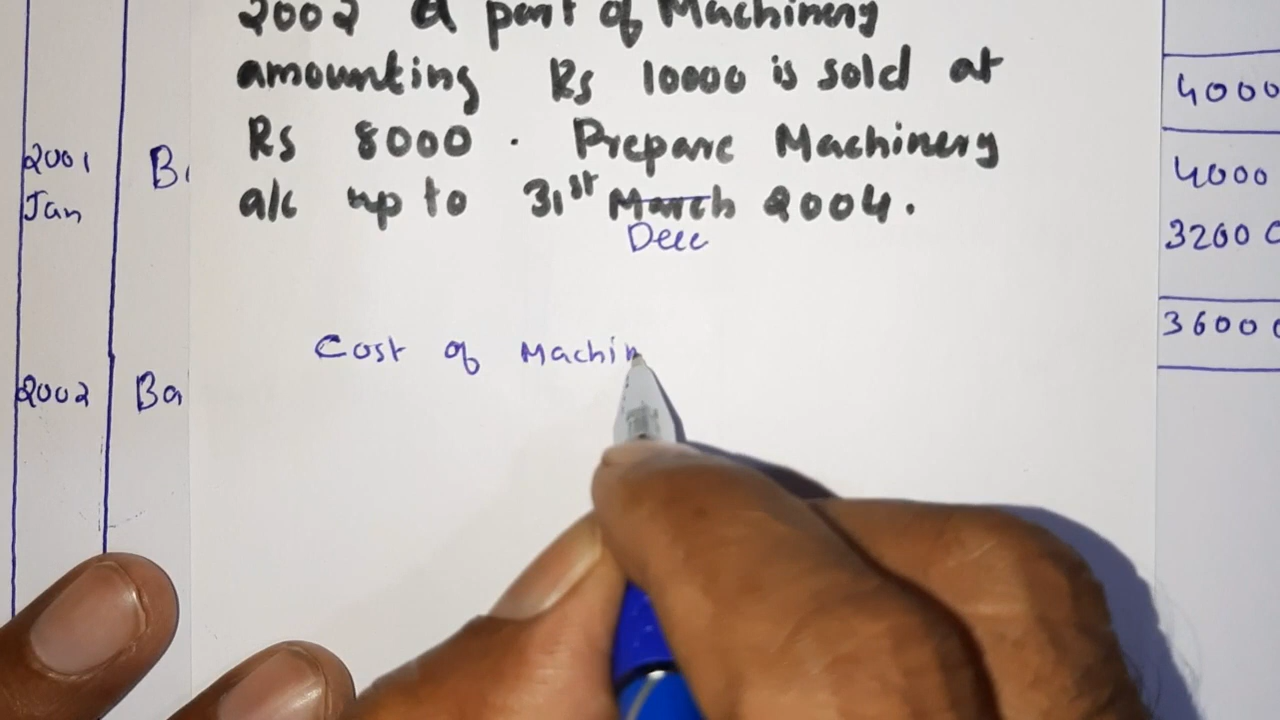 2002 a part of Machinery
amounting Rs 10000 is sold at
Rs 8000 . Prepare Machinery
a/c up to 31st March 2004.
Dec
Cost of Machin
2001
Jan
2002
Ba
4000
4000
3200
3600